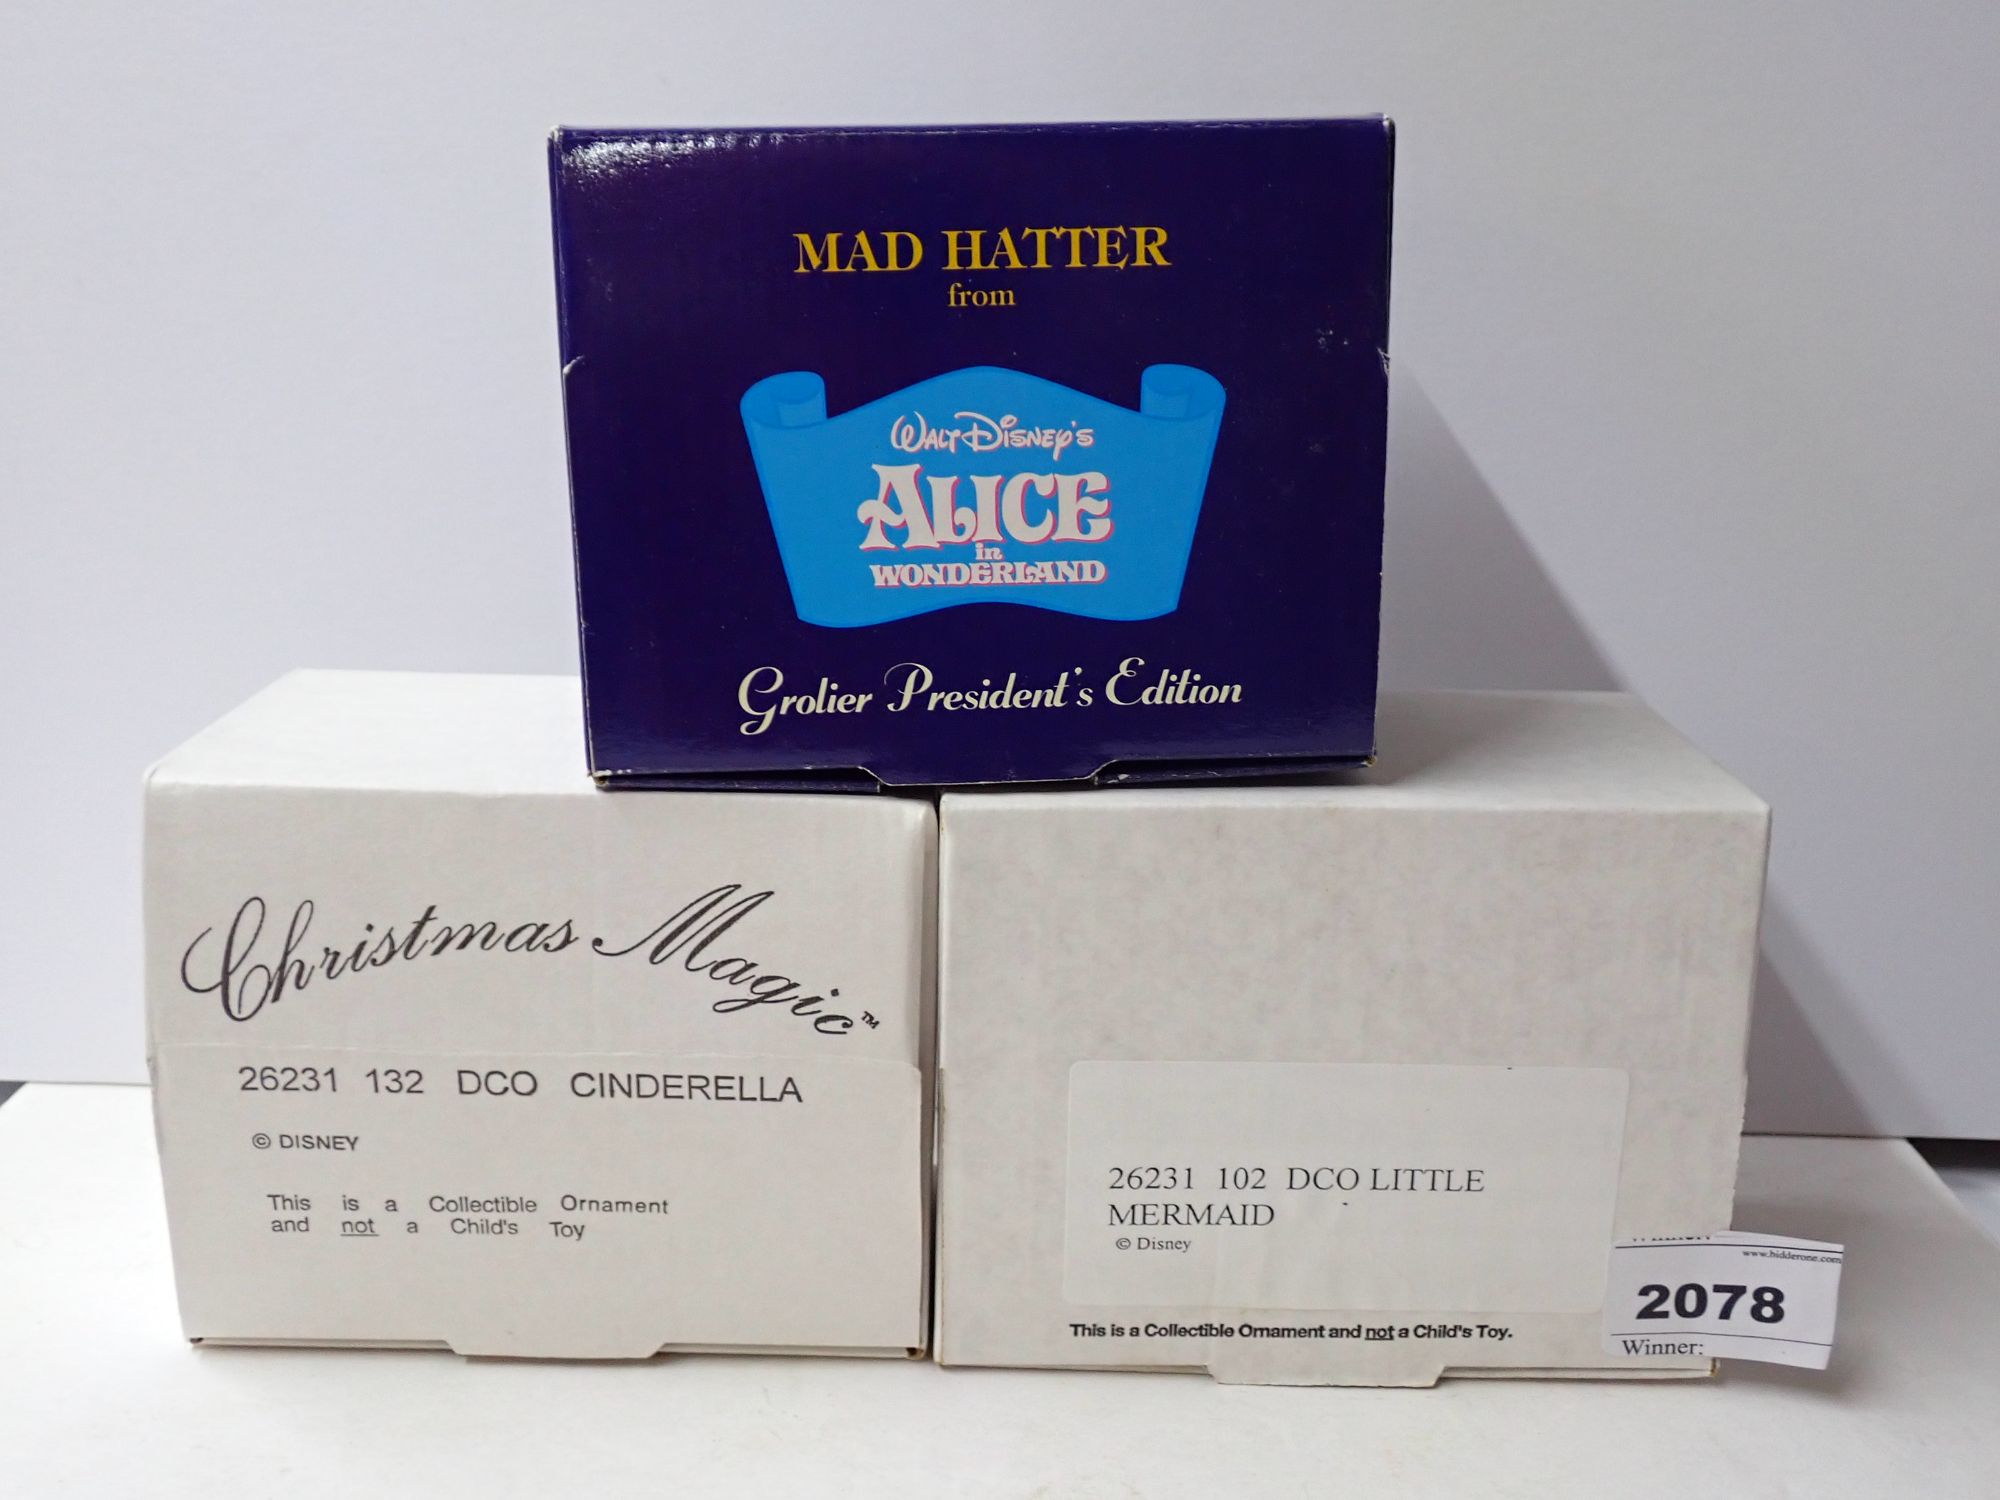 MAD HATTER
from
WALT DISNEY'S
ALICE
in
WONDERLAND
Grolier President's Edition
Christmas Magic™
26231 132 DCO CINDERELLA
© DISNEY
This is a Collectible Ornament
and not a Child's Toy
26231 102 DCO LITTLE
MERMAID
© Disney
This is a Collectible Ornament and not a Child's Toy.
www.bidderone.com
2078
Winner: